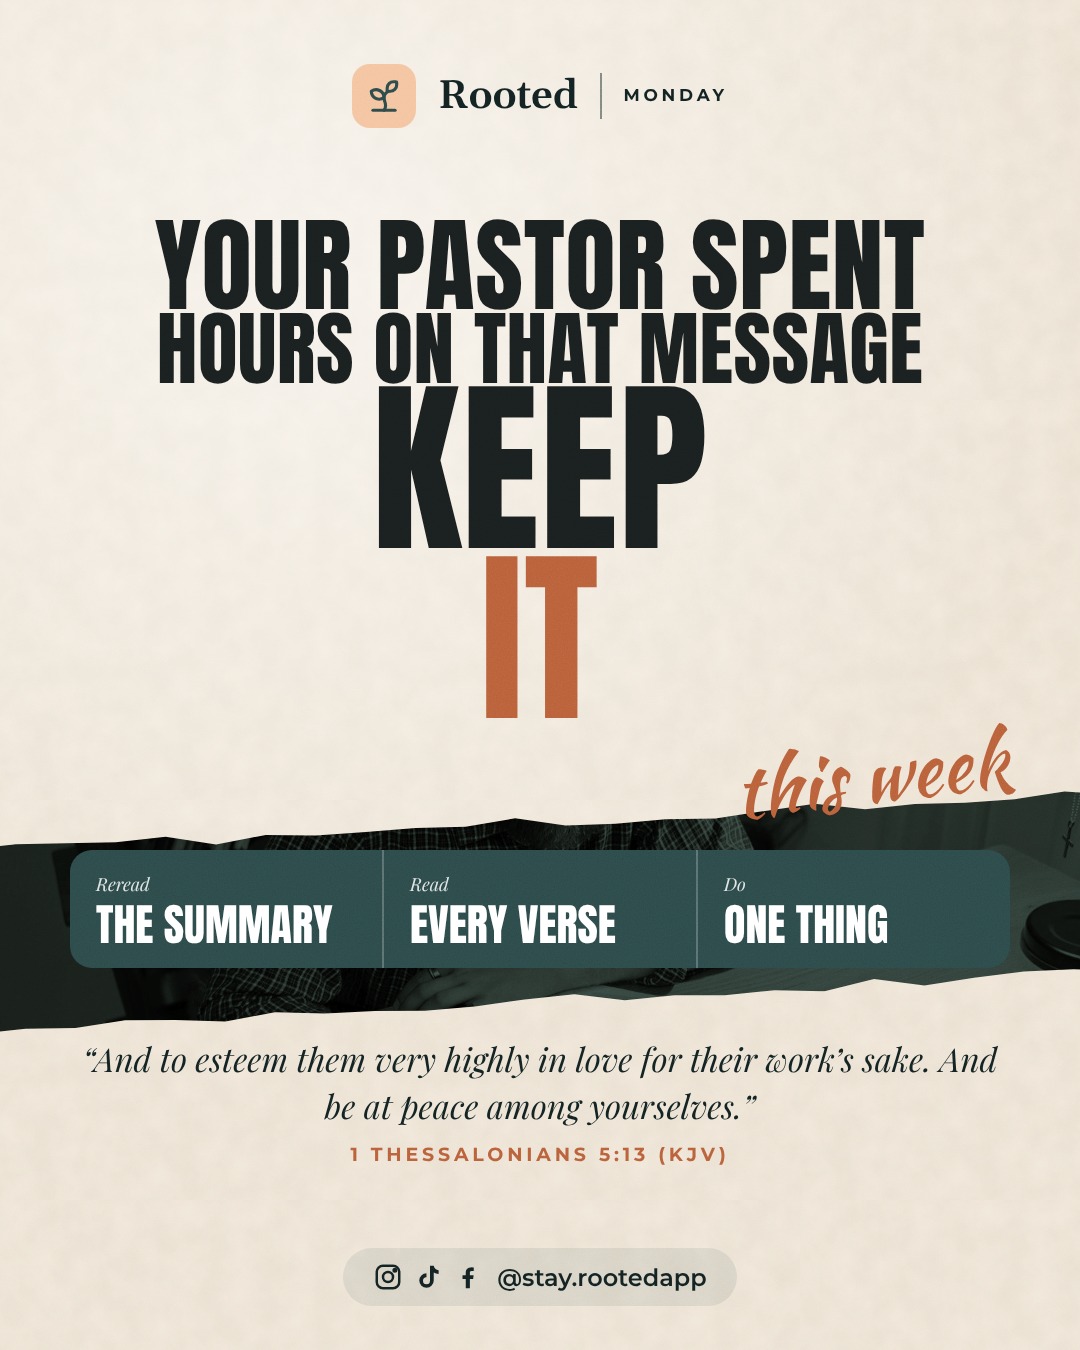 Rooted
MONDAY
YOUR PASTOR SPENT
HOURS ON THAT MESSAGE
KEEP
IT
this week
Reread
THE SUMMARY
Read
EVERY VERSE
Do
ONE THING
“And to esteem them very highly in love for their work’s sake. And
be at peace among yourselves.”
1 THESSALONIANS 5:13 (KJV)
@stay.rootedapp